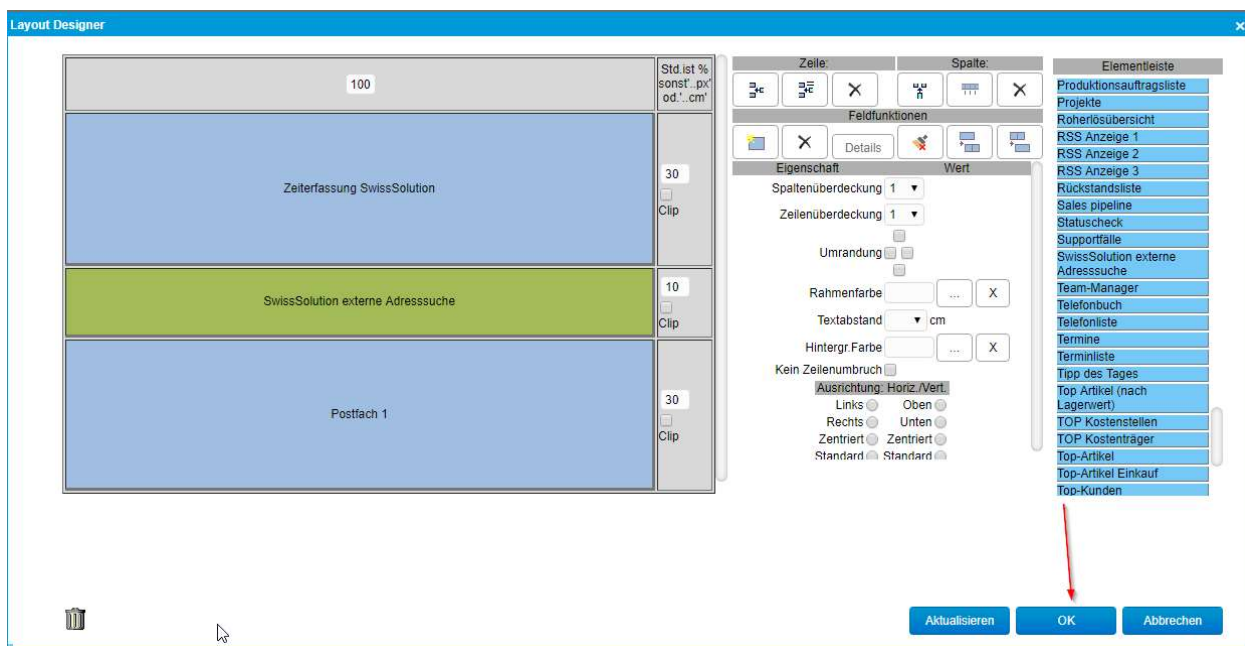 Layout Designer
×
100
Std.ist %
sonst'..px'
od.'..cm'
Zeiterfassung SwissSolution
30
Clip
SwissSolution externe Adresssuche
10
Clip
Postfach 1
30
Clip
Zeile:
Spalte:
Feldfunktionen
Details
Eigenschaft
Wert
Spaltenüberdeckung 1
Zeilenüberdeckung 1
Umrandung
Rahmenfarbe ... X
Textabstand cm
Hintergr.Farbe ... X
Kein Zeilenumbruch
Ausrichtung: Horiz./Vert.
Links Oben
Rechts Unten
Zentriert Zentriert
Standard Standard
Elementleiste
Produktionsauftragsliste
Projekte
Roherlösübersicht
RSS Anzeige 1
RSS Anzeige 2
RSS Anzeige 3
Rückstandsliste
Sales pipeline
Statuscheck
Supportfälle
SwissSolution externe
Adresssuche
Team-Manager
Telefonbuch
Telefonliste
Termine
Terminliste
Tipp des Tages
Top Artikel (nach
Lagerwert)
TOP Kostenstellen
TOP Kostenträger
Top-Artikel
Top-Artikel Einkauf
Top-Kunden
Aktualisieren
OK
Abbrechen